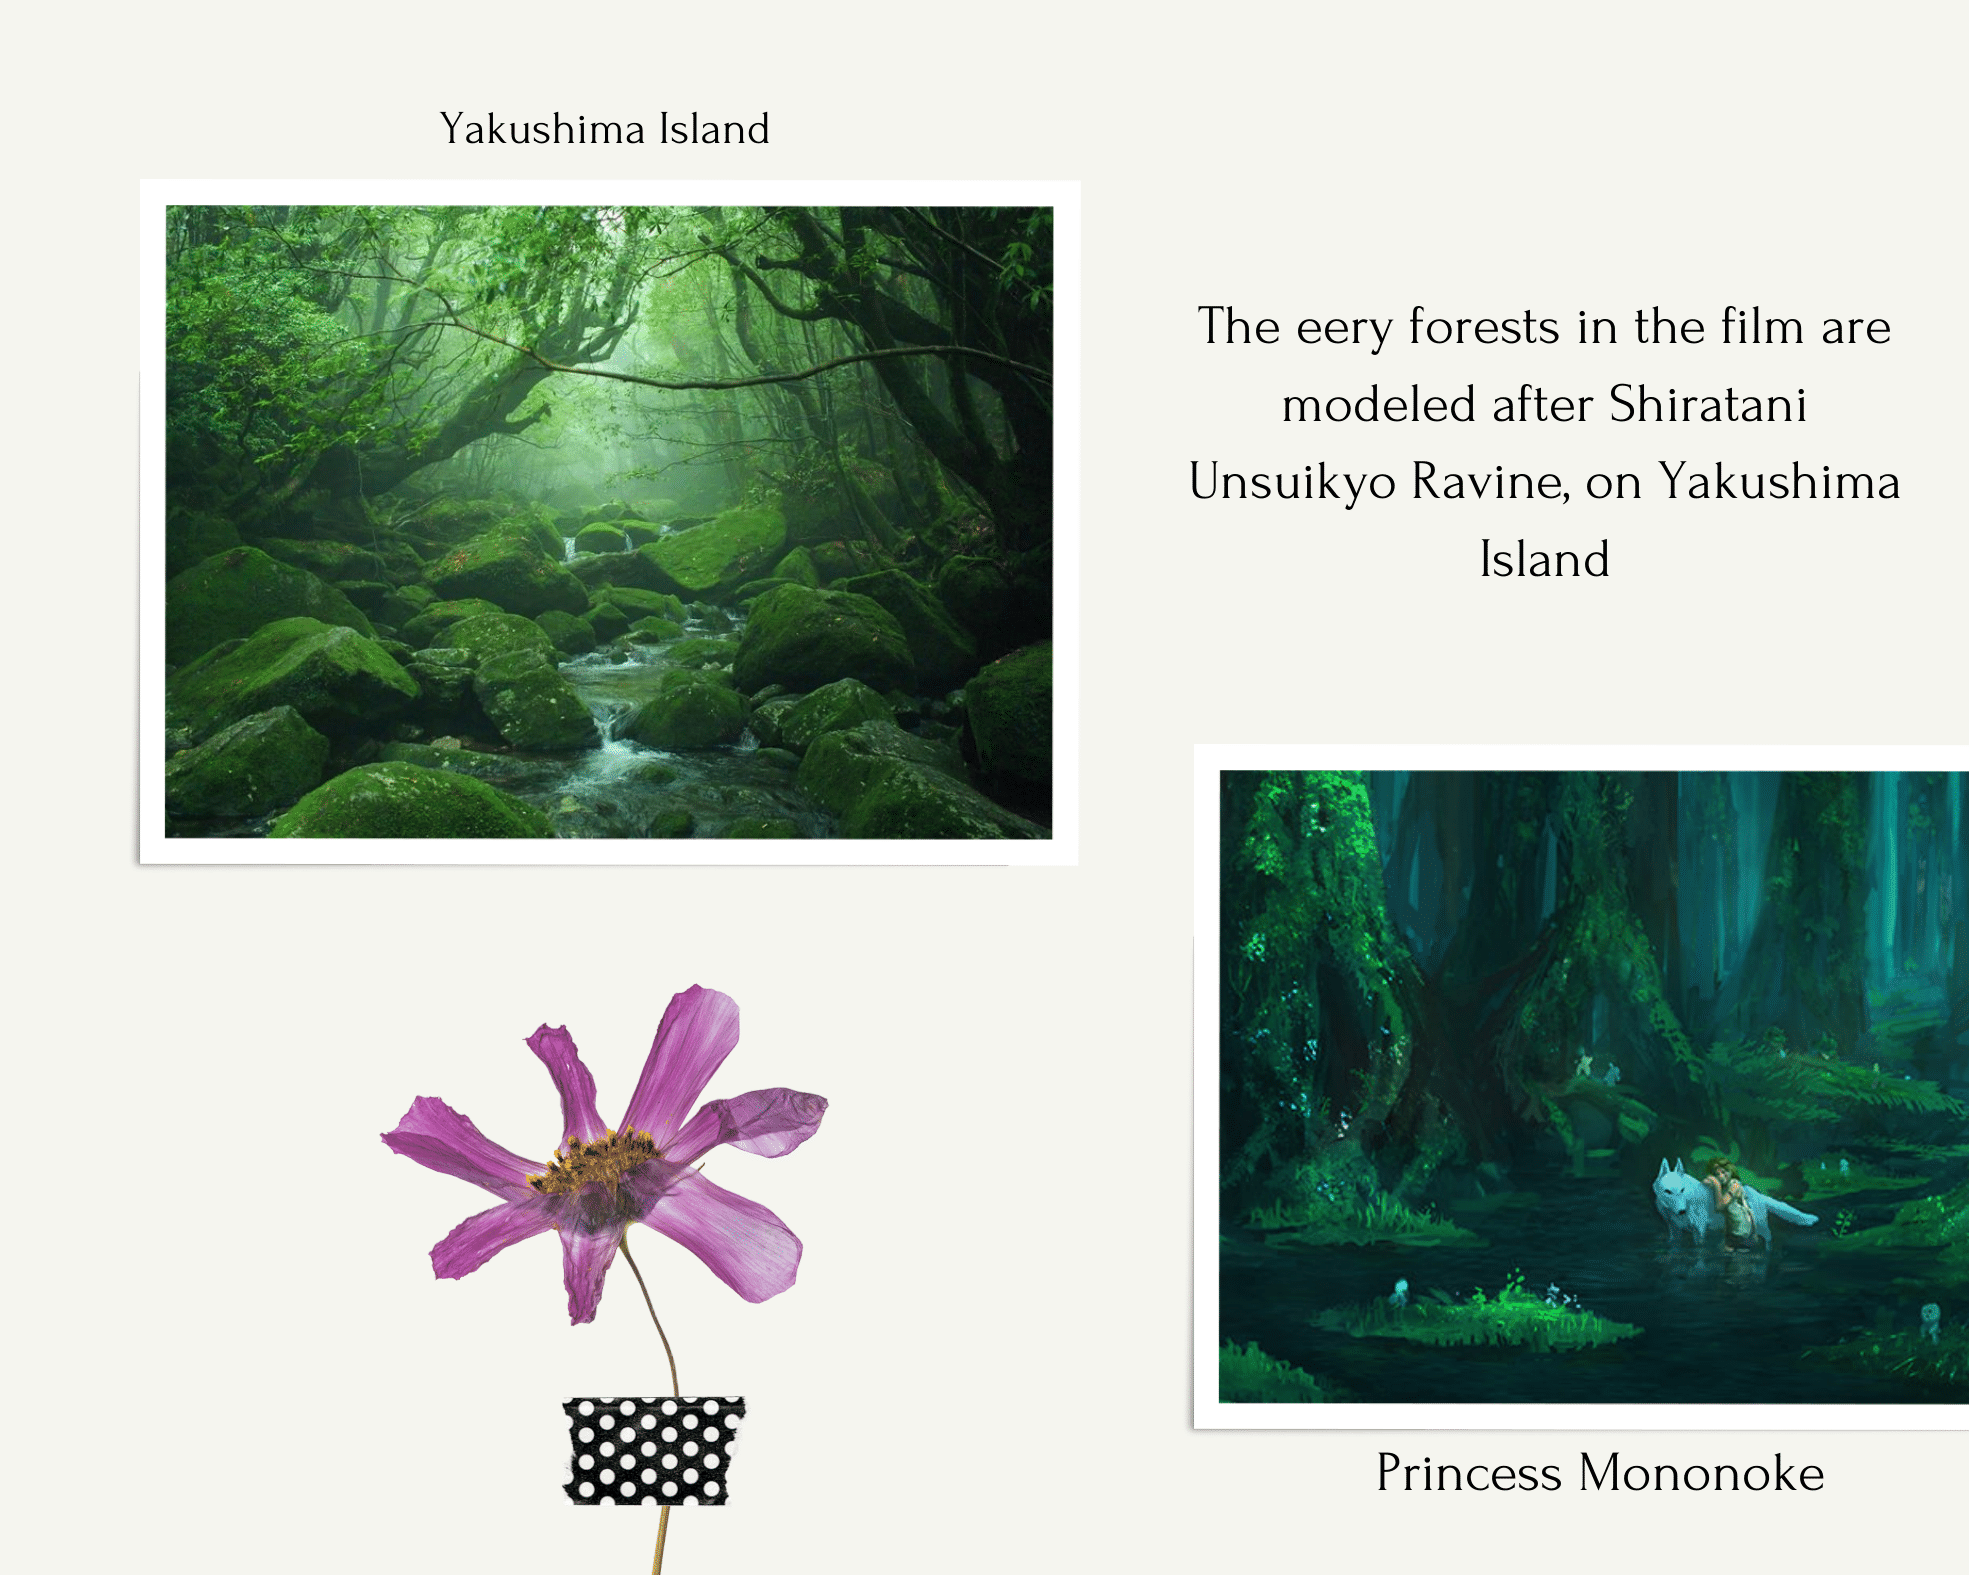 Yakushima Island
The eery forests in the film are
modeled after Shiratani
Unsuikyo Ravine, on Yakushima
Island
Princess Mononoke